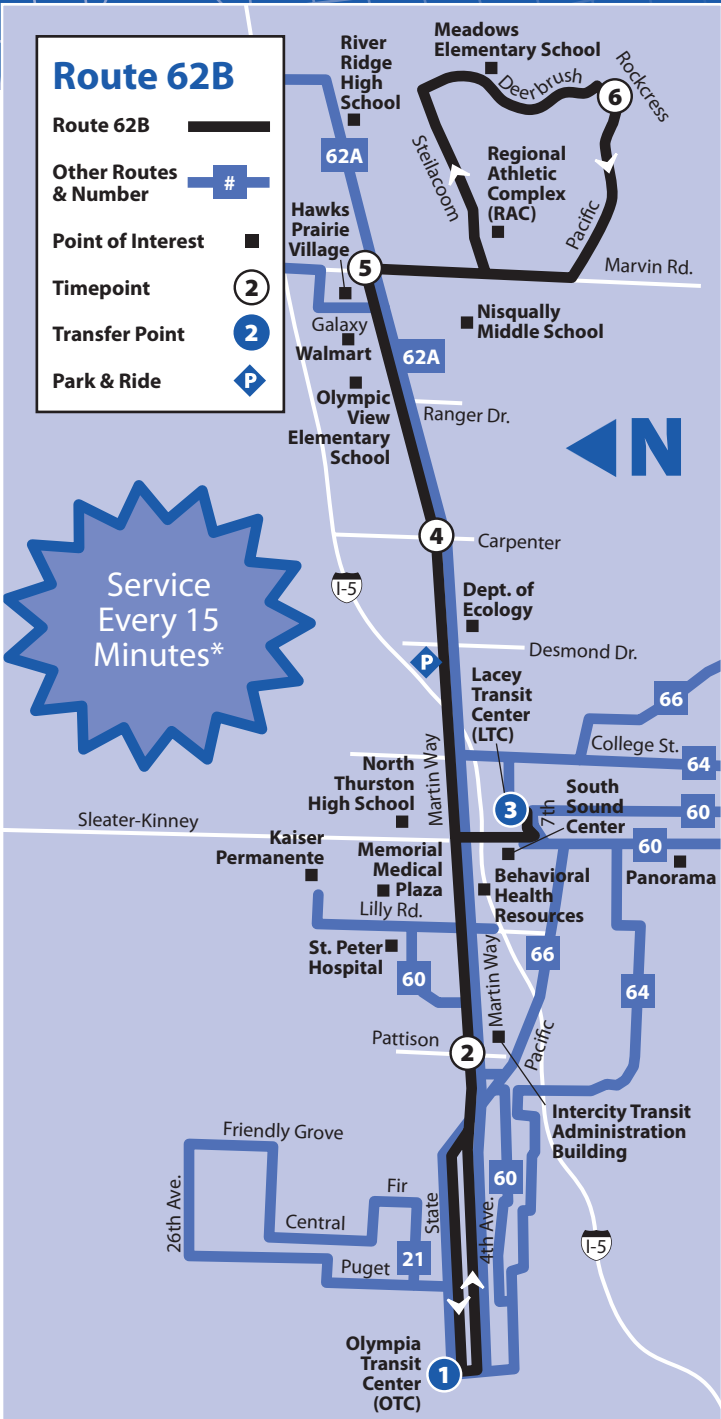 Route 62B
Route 62B
Other Routes
& Number
#
Point of Interest
Timepoint
2
Transfer Point
2
Park & Ride
P
River
Ridge
High
School
62A
Meadows
Elementary School
Deerbrush
Rockcress
6
Steilacoom
Regional
Athletic
Complex
(RAC)
Pacific
Hawks
Prairie
Village
5
Marvin Rd.
Galaxy
Walmart
Nisqually
Middle School
62A
Olympic
View
Elementary
School
Ranger Dr.
N
4
Carpenter
Service
Every 15
Minutes*
I-5
Dept. of
Ecology
Desmond Dr.
P
Lacey
Transit
Center
(LTC)
66
College St.
64
Martin Way
North
Thurston
High School
3
7th
South
Sound
Center
60
Sleater-Kinney
60
Kaiser
Permanente
Memorial
Medical
Plaza
Behavioral
Health
Resources
Panorama
Lilly Rd.
St. Peter
Hospital
60
Martin Way
66
64
Pattison
2
Pacific
Intercity Transit
Administration
Building
Friendly Grove
26th Ave.
Fir
Central
State
60
4th Ave.
21
Puget
I-5
Olympia
Transit
Center
(OTC)
1